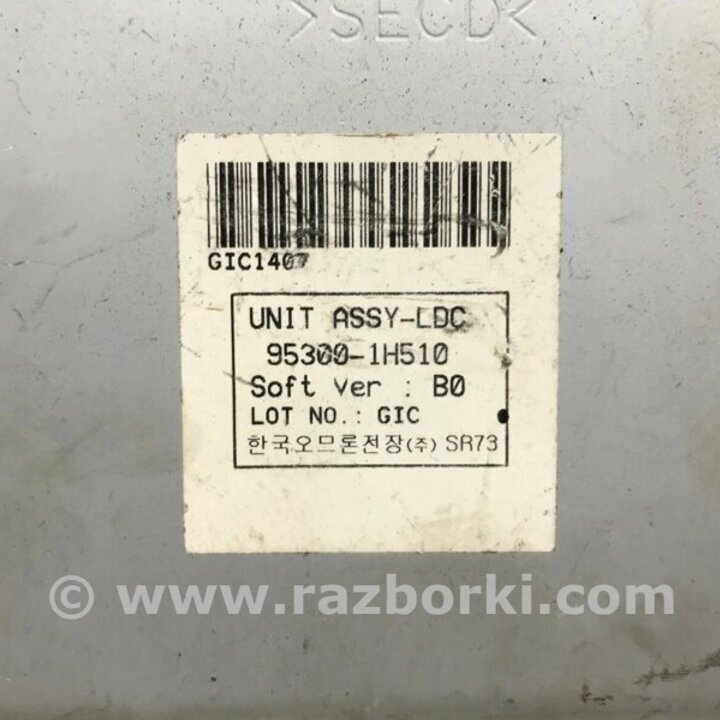 >SECD<
GIC1407
UNIT ASSY-LDC
95300-1H510
Soft Ver : B0
LOT NO.: GIC
한국오므론전장(주) SR73
© www.razborki.com